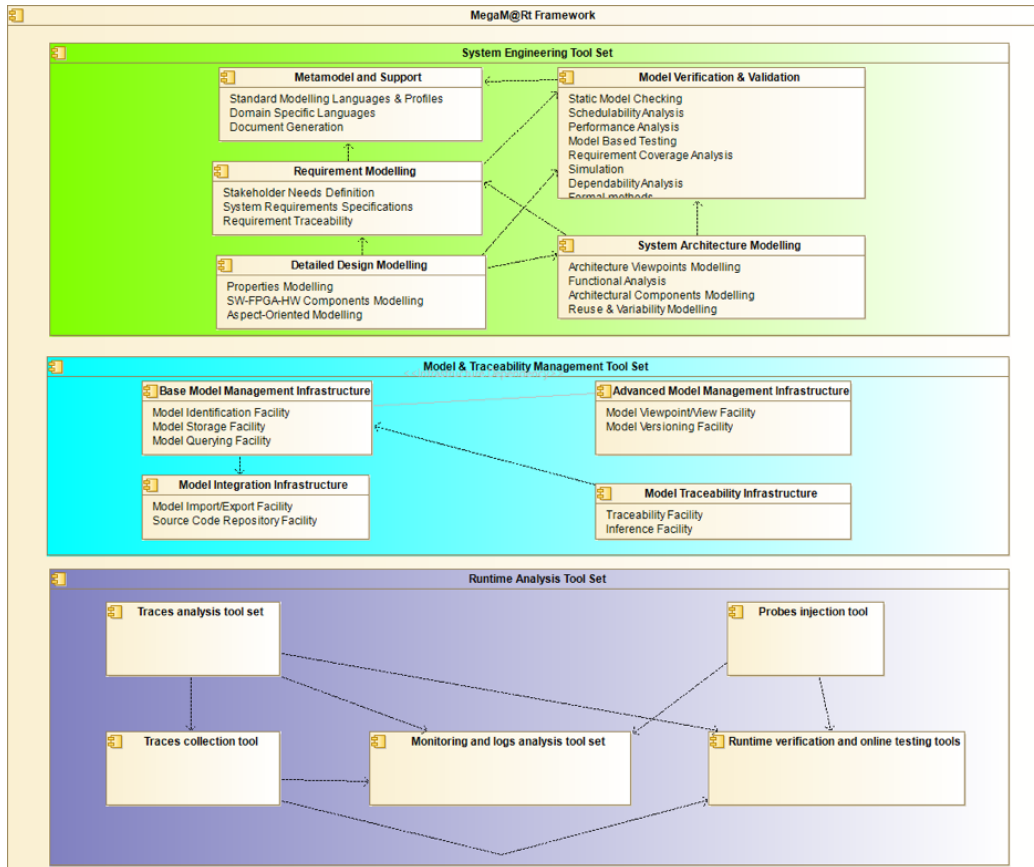 MegaM@Rt Framework
System Engineering Tool Set
Metamodel and Support
Standard Modelling Languages & Profiles
Domain Specific Languages
Document Generation
Model Verification & Validation
Static Model Checking
Schedulability Analysis
Performance Analysis
Model Based Testing
Requirement Coverage Analysis
Simulation
Dependability Analysis
Formal methods
Requirement Modelling
Stakeholder Needs Definition
System Requirements Specifications
Requirement Traceability
System Architecture Modelling
Architecture Viewpoints Modelling
Functional Analysis
Architectural Components Modelling
Reuse & Variability Modelling
Detailed Design Modelling
Properties Modelling
SW-FPGA-HW Components Modelling
Aspect-Oriented Modelling
Model & Traceability Management Tool Set
Base Model Management Infrastructure
Model Identification Facility
Model Storage Facility
Model Querying Facility
Advanced Model Management Infrastructure
Model Viewpoint/View Facility
Model Versioning Facility
Model Integration Infrastructure
Model Import/Export Facility
Source Code Repository Facility
Model Traceability Infrastructure
Traceability Facility
Inference Facility
Runtime Analysis Tool Set
Traces analysis tool set
Probes injection tool
Traces collection tool
Monitoring and logs analysis tool set
Runtime verification and online testing tools